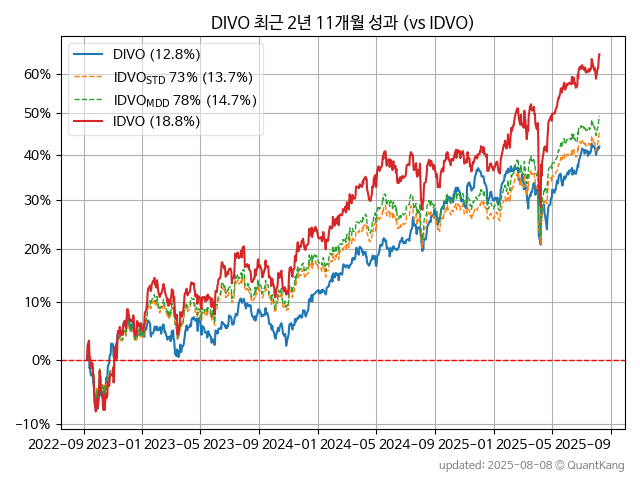 DIVO 최근 2년 11개월 성과 (vs IDVO)
DIVO (12.8%)
IDVO_STD 73% (13.7%)
IDVO_MDD 78% (14.7%)
IDVO (18.8%)
60%
50%
40%
30%
20%
10%
0%
−10%
2022-09 2023-01 2023-05 2023-09 2024-01 2024-05 2024-09 2025-01 2025-05 2025-09
updated: 2025-08-08 © QuantKang